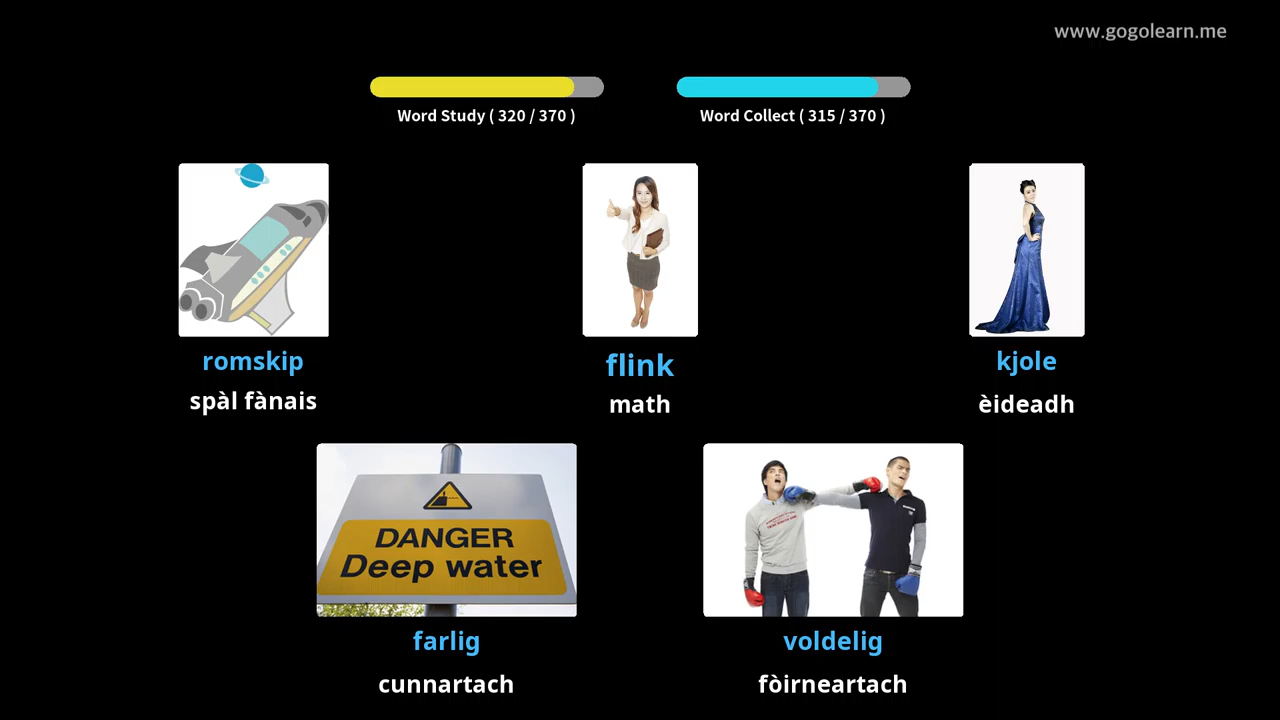 www.gogolearn.me
Word Study ( 320 / 370 )
Word Collect ( 315 / 370 )
romskip
spàl fànais
flink
math
kjole
èideadh
DANGER
Deep water
farlig
cunnartach
voldelig
fòirneartach